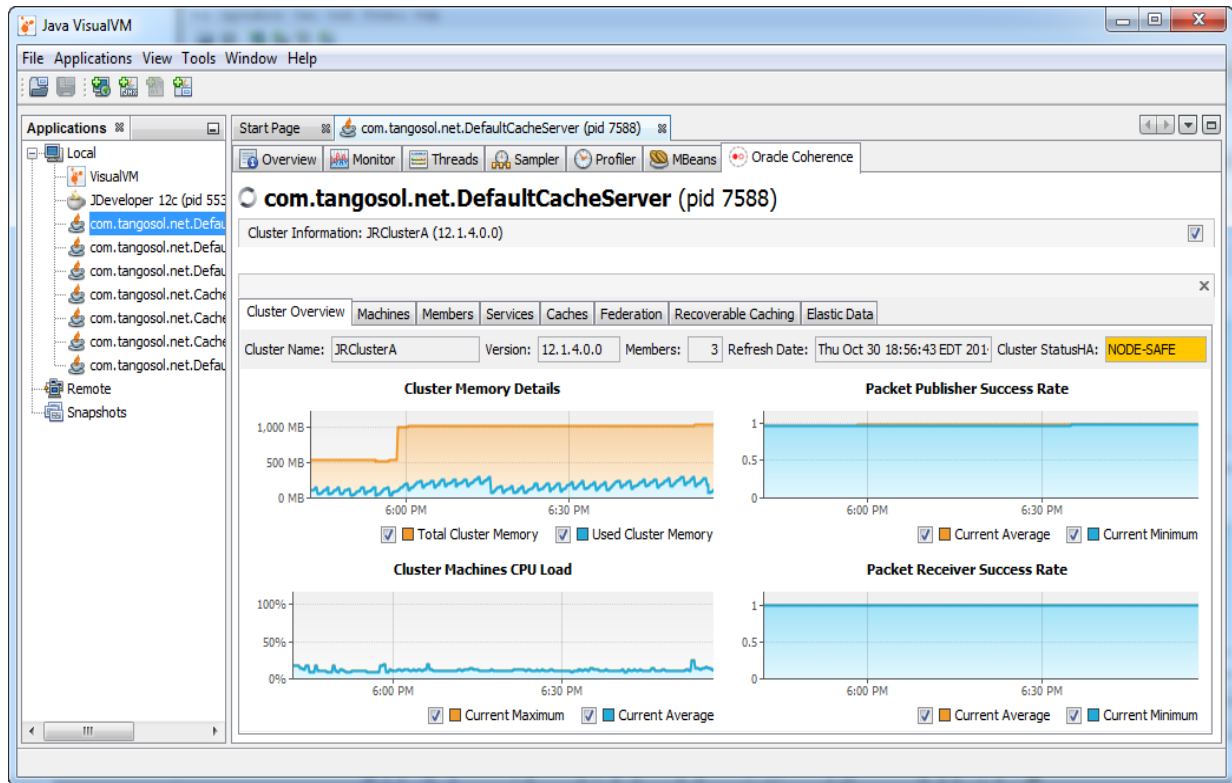 Java VisualVM
File Applications View Tools Window Help
Applications
Start Page com.tangosol.net.DefaultCacheServer (pid 7588)
Local
VisualVM
JDeveloper 12c (pid 553
com.tangosol.net.Defau
com.tangosol.net.Defau
com.tangosol.net.Defau
com.tangosol.net.Cache
com.tangosol.net.Cache
com.tangosol.net.Cache
com.tangosol.net.Defau
Remote
Snapshots
Overview Monitor Threads Sampler Profiler MBeans Oracle Coherence
com.tangosol.net.DefaultCacheServer (pid 7588)
Cluster Information: JRClusterA (12.1.4.0.0)
Cluster Overview Machines Members Services Caches Federation Recoverable Caching Elastic Data
Cluster Name: JRClusterA Version: 12.1.4.0.0 Members: 3 Refresh Date: Thu Oct 30 18:56:43 EDT 201 Cluster StatusHA: NODE-SAFE
Cluster Memory Details
1,000 MB
500 MB
0 MB
6:00 PM 6:30 PM
Total Cluster Memory Used Cluster Memory
Packet Publisher Success Rate
1
0.5
0
6:00 PM 6:30 PM
Current Average Current Minimum
Cluster Machines CPU Load
100%
50%
0%
6:00 PM 6:30 PM
Current Maximum Current Average
Packet Receiver Success Rate
1
0.5
0
6:00 PM 6:30 PM
Current Average Current Minimum